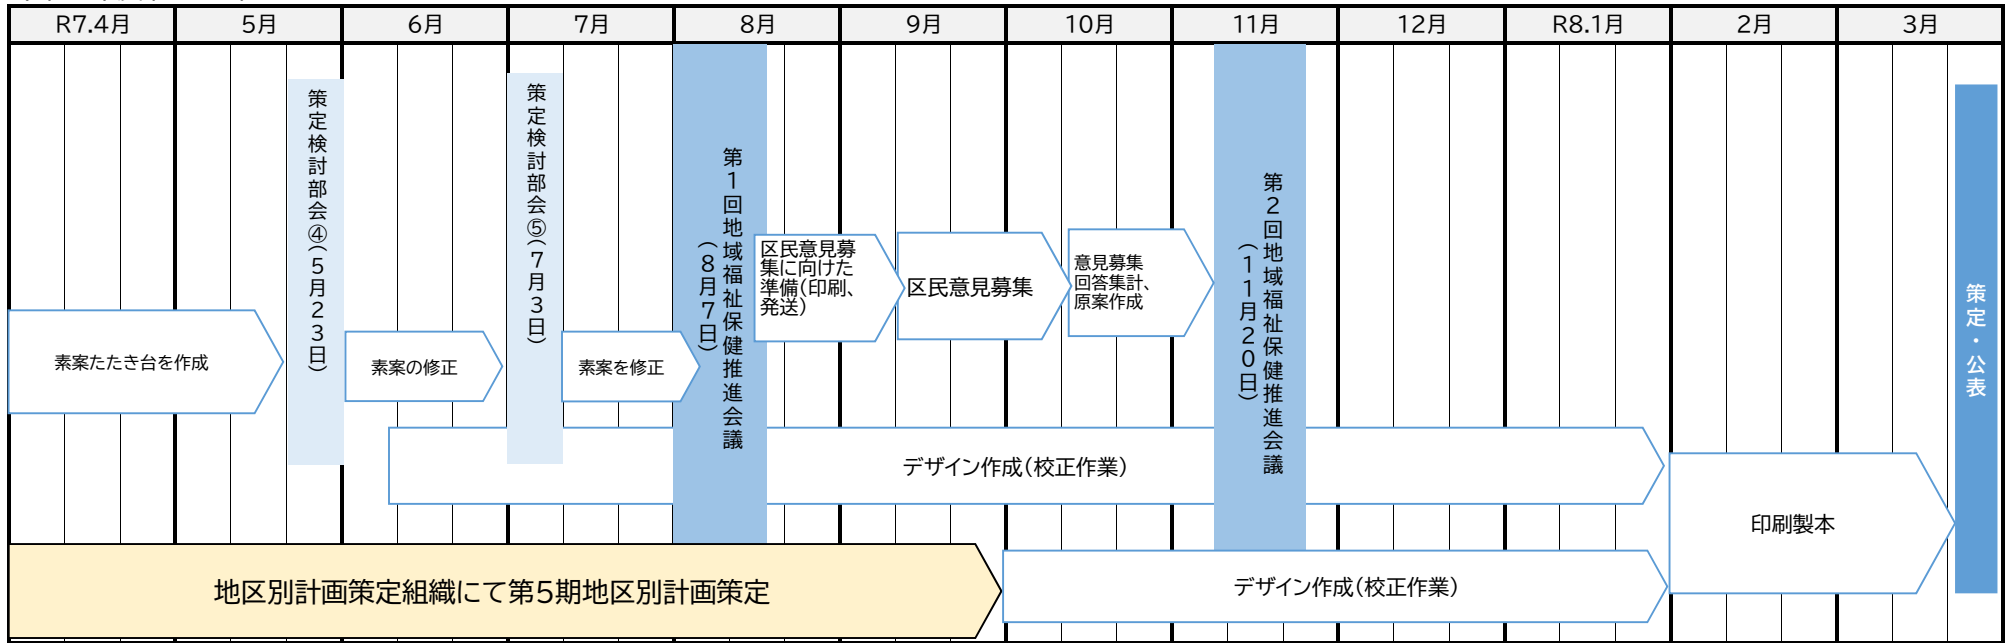 R7.4月 5月 6月 7月 8月 9月 10月 11月 12月 R8.1月 2月 3月
策定検討部会④(5月23日)
策定検討部会⑤(7月3日)
第1回地域福祉保健推進会議
(8月7日)
第2回地域福祉保健推進会議
(11月20日)
策定・公表
区民意見募
集に向けた
準備(印刷、
発送)
区民意見募集
意見募集
回答集計、
原案作成
素案たたき台を作成
素案の修正
素案を修正
デザイン作成(校正作業)
印刷製本
地区別計画策定組織にて第5期地区別計画策定
デザイン作成(校正作業)